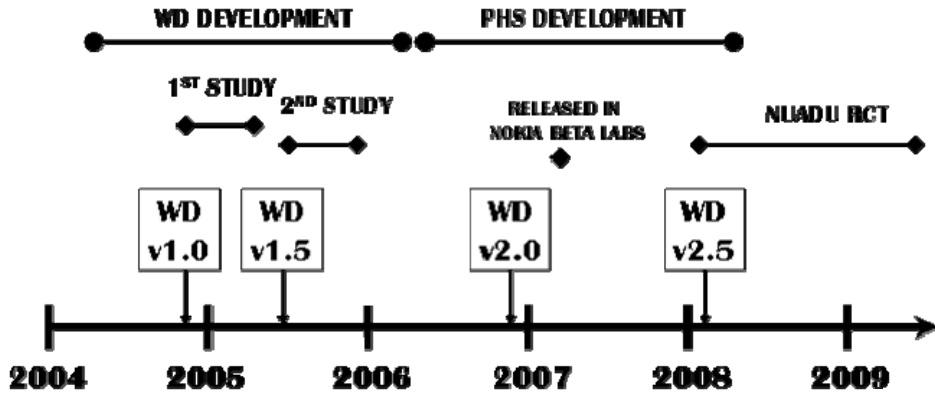 WD DEVELOPMENT
PHS DEVELOPMENT
1ST STUDY
2ND STUDY
RELEASED IN
NOKIA BETA LABS
NUADU RCT
WD
v1.0
WD
v1.5
WD
v2.0
WD
v2.5
2004
2005
2006
2007
2008
2009